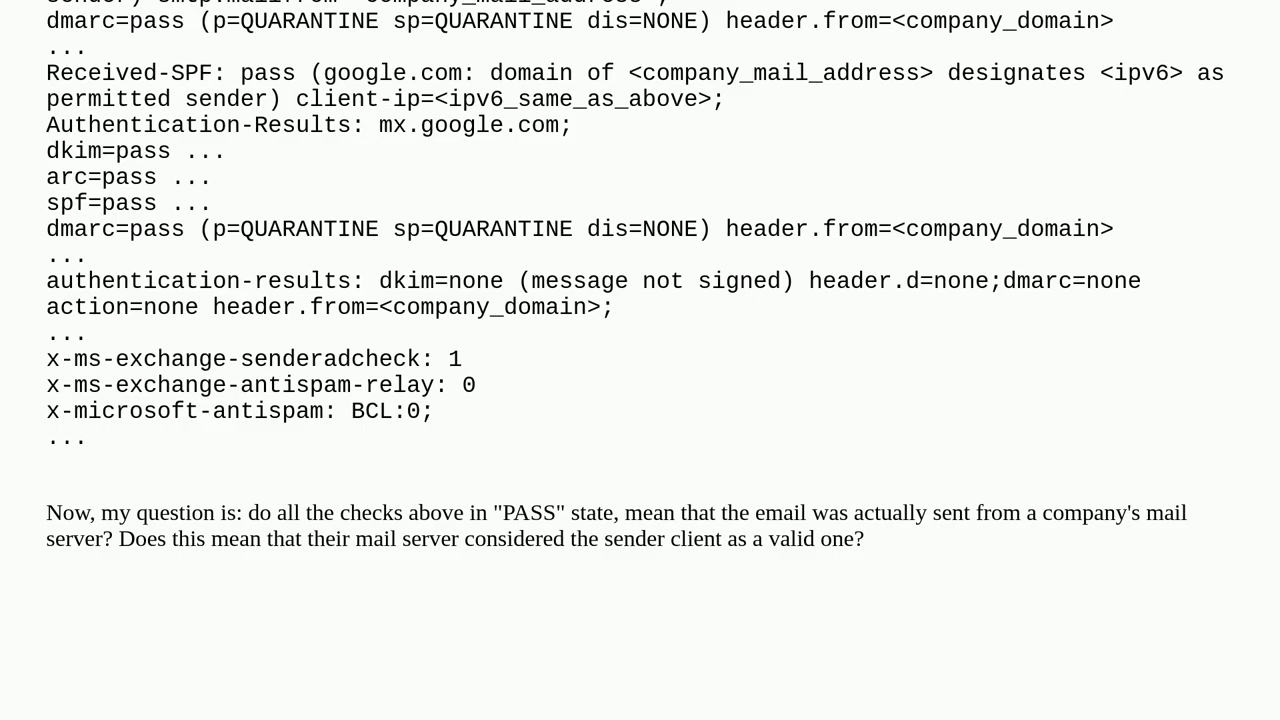 sender) smtp.mailfrom=<company_mail_address>;
dmarc=pass (p=QUARANTINE sp=QUARANTINE dis=NONE) header.from=<company_domain>
...
Received-SPF: pass (google.com: domain of <company_mail_address> designates <ipv6> as
permitted sender) client-ip=<ipv6_same_as_above>;
Authentication-Results: mx.google.com;
dkim=pass ...
arc=pass ...
spf=pass ...
dmarc=pass (p=QUARANTINE sp=QUARANTINE dis=NONE) header.from=<company_domain>
...
authentication-results: dkim=none (message not signed) header.d=none;dmarc=none
action=none header.from=<company_domain>;
...
x-ms-exchange-senderadcheck: 1
x-ms-exchange-antispam-relay: 0
x-microsoft-antispam: BCL:0;
...
Now, my question is: do all the checks above in "PASS" state, mean that the email was actually sent from a company's mail
server? Does this mean that their mail server considered the sender client as a valid one?